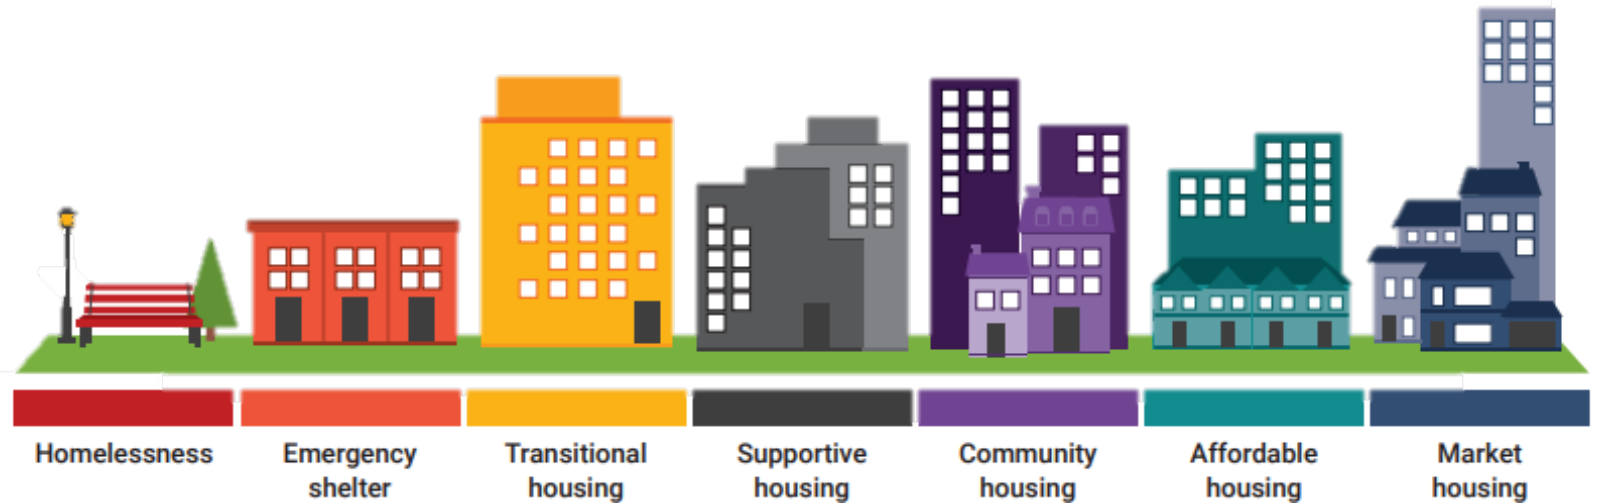 Homelessness
Emergency
shelter
Transitional
housing
Supportive
housing
Community
housing
Affordable
housing
Market
housing